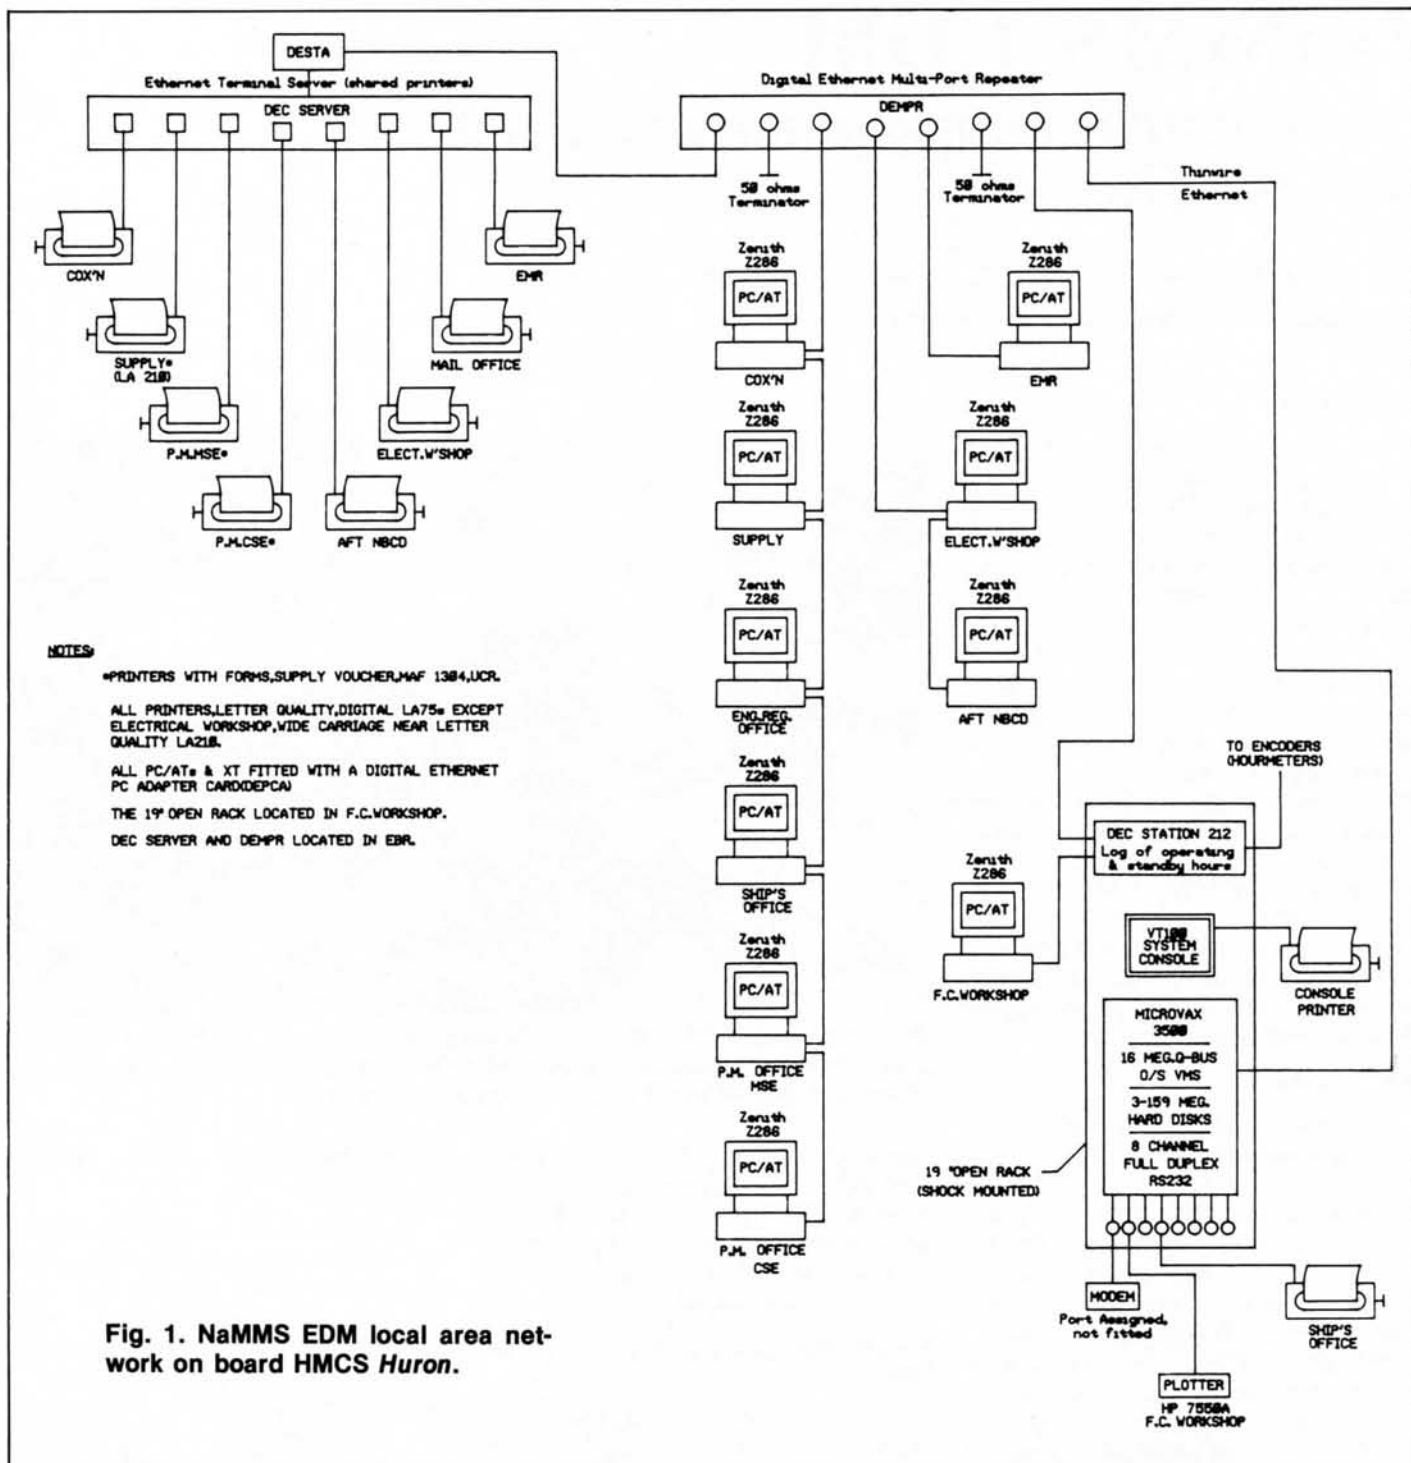 DESTA
Ethernet Terminal Server (shared printers)
DEC SERVER
Digital Ethernet Multi-Port Repeater
DEMPR
50 ohms
Terminator
50 ohms
Terminator
Thinwire
Ethernet
COX'N
EMR
SUPPLY*
(LA 210)
MAIL OFFICE
P.M.MSE*
ELECT.W'SHOP
P.M.CSE*
AFT NBCD
Zenith
Z286
PC/AT
COX'N
Zenith
Z286
PC/AT
EMR
Zenith
Z286
PC/AT
SUPPLY
Zenith
Z286
PC/AT
ELECT.W'SHOP
Zenith
Z286
PC/AT
ENG.REG.
OFFICE
Zenith
Z286
PC/AT
AFT NBCD
Zenith
Z286
PC/AT
SHIP'S
OFFICE
Zenith
Z286
PC/AT
P.M. OFFICE
MSE
Zenith
Z286
PC/AT
P.M. OFFICE
CSE
NOTES:
*PRINTERS WITH FORMS,SUPPLY VOUCHER,MAF 1304,UCR.
ALL PRINTERS,LETTER QUALITY,DIGITAL LA75s EXCEPT
ELECTRICAL WORKSHOP,WIDE CARRIAGE NEAR LETTER
QUALITY LA210.
ALL PC/ATs & XT FITTED WITH A DIGITAL ETHERNET
PC ADAPTER CARD(DEPCA)
THE 19" OPEN RACK LOCATED IN F.C.WORKSHOP.
DEC SERVER AND DEMPR LOCATED IN EBR.
TO ENCODERS
(HOURMETERS)
DEC STATION 212
Log of operating
& standby hours
Zenith
Z286
PC/AT
F.C.WORKSHOP
VT100
SYSTEM
CONSOLE
CONSOLE
PRINTER
MICROVAX
3500
16 MEG.Q-BUS
O/S VMS
3-159 MEG.
HARD DISKS
8 CHANNEL
FULL DUPLEX
RS232
19 "OPEN RACK
(SHOCK MOUNTED)
MODEM
Port Assigned,
not fitted
SHIP'S
OFFICE
PLOTTER
HP 7550A
F.C. WORKSHOP
Fig. 1. NaMMS EDM local area net-
work on board HMCS Huron.